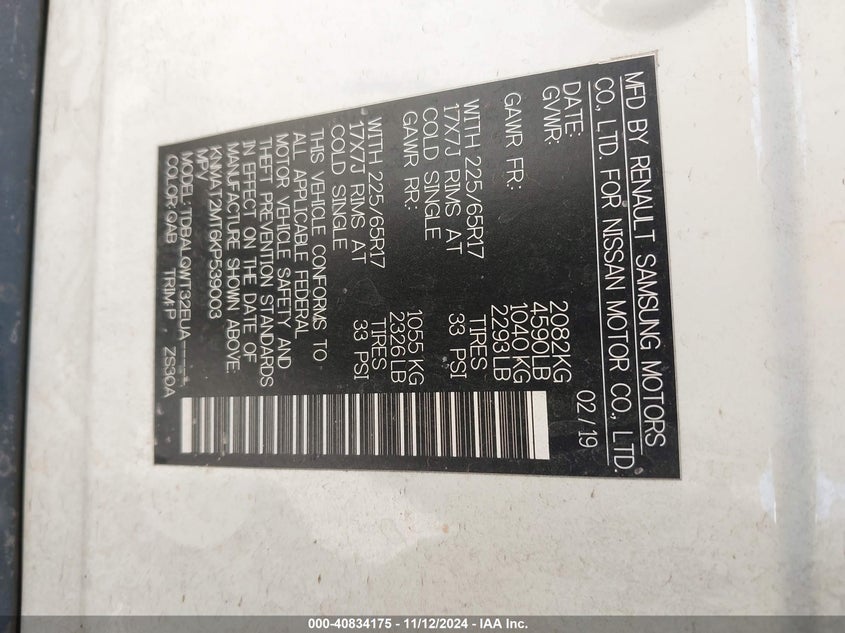 MFD BY RENAULT SAMSUNG MOTORS
CO., LTD. FOR NISSAN MOTOR CO., LTD.
DATE: 02/19
GVWR: 2082KG
4590LB
GAWR FR.: 1040 KG
2293LB
WITH 225/65R17 TIRES
17X7J RIMS AT 33 PSI
COLD SINGLE
GAWR RR.: 1055 KG
2326LB
WITH 225/65R17 TIRES
17X7J RIMS AT 33 PSI
COLD SINGLE
THIS VEHICLE CONFORMS TO
ALL APPLICABLE FEDERAL
MOTOR VEHICLE SAFETY AND
THEFT PREVENTION STANDARDS
IN EFFECT ON THE DATE OF
MANUFACTURE SHOWN ABOVE.
KNMAT2MT6KP539003
MPV
MODEL: TDBALQWT32EUA-----
COLOR:QAB TRIM:P ZS30A
000-40834175 - 11/12/2024 - IAA Inc.